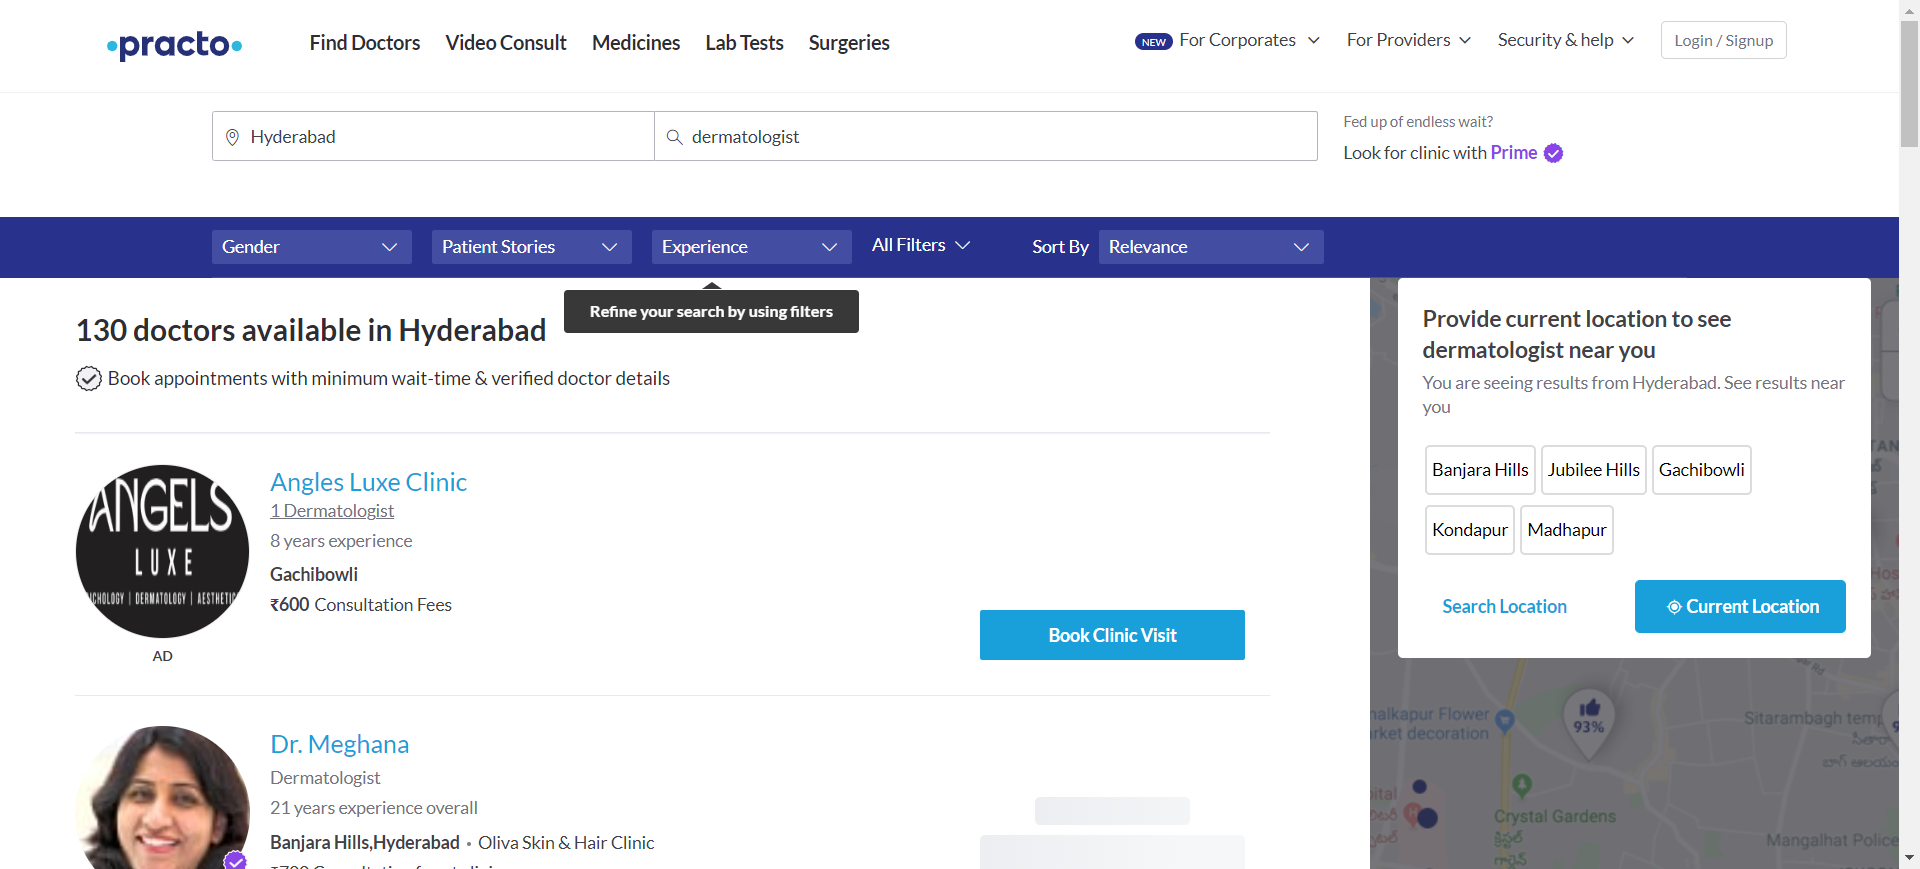 practo
Find Doctors
Video Consult
Medicines
Lab Tests
Surgeries
NEW
For Corporates
For Providers
Security & help
Login / Signup
Hyderabad
dermatologist
Fed up of endless wait?
Look for clinic with Prime
Gender
Patient Stories
Experience
All Filters
Sort By
Relevance
Refine your search by using filters
130 doctors available in Hyderabad
Book appointments with minimum wait-time & verified doctor details
ANGELS
LUXE
DERMATOLOGY
AD
Angles Luxe Clinic
1 Dermatologist
8 years experience
Gachibowli
₹600 Consultation Fees
Book Clinic Visit
Dr. Meghana
Dermatologist
21 years experience overall
Banjara Hills,Hyderabad • Oliva Skin & Hair Clinic
Provide current location to see
dermatologist near you
You are seeing results from Hyderabad. See results near
you
Banjara Hills
Jubilee Hills
Gachibowli
Kondapur
Madhapur
Search Location
Current Location
Flower
decoration
93%
Sitarambagh
Crystal Gardens
క్రిస్టల్
గార్డెన్
Mangalhat Police